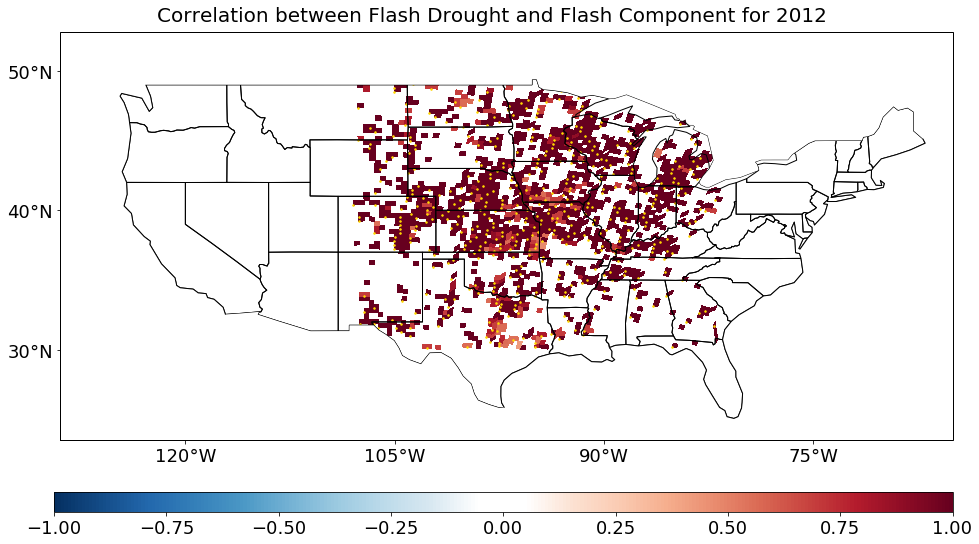 Correlation between Flash Drought and Flash Component for 2012
50°N
40°N
30°N
120°W 105°W 90°W 75°W
−1.00 −0.75 −0.50 −0.25 0.00 0.25 0.50 0.75 1.00